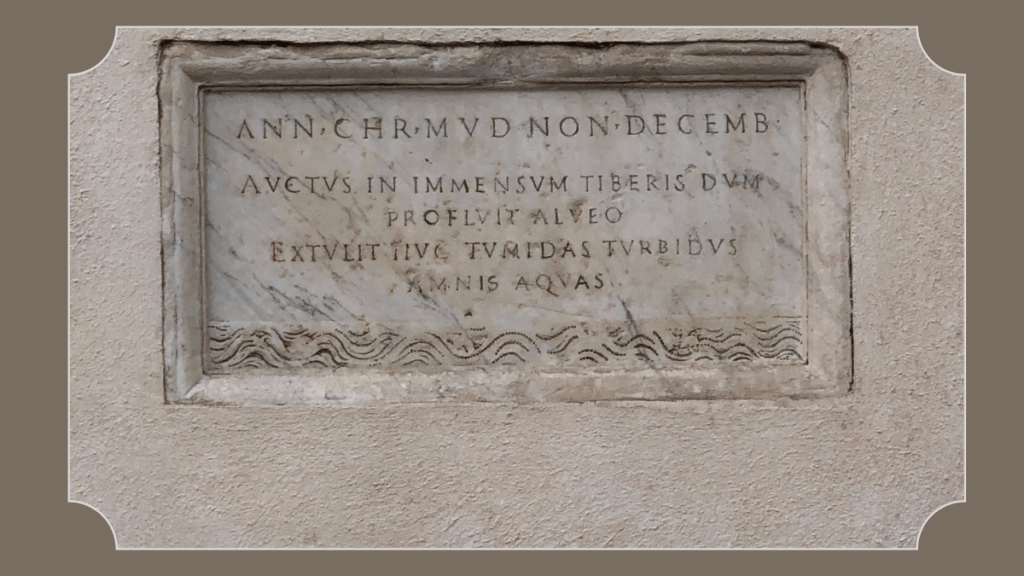 ANN·CHR·MVD·NON·DECEMB·
AVCTVS IN IMMENSVM TIBERIS DVM
PROFLVIT ALVEO
EXTVLIT HVC TVMIDAS TVRBIDVS
AMNIS AQVAS